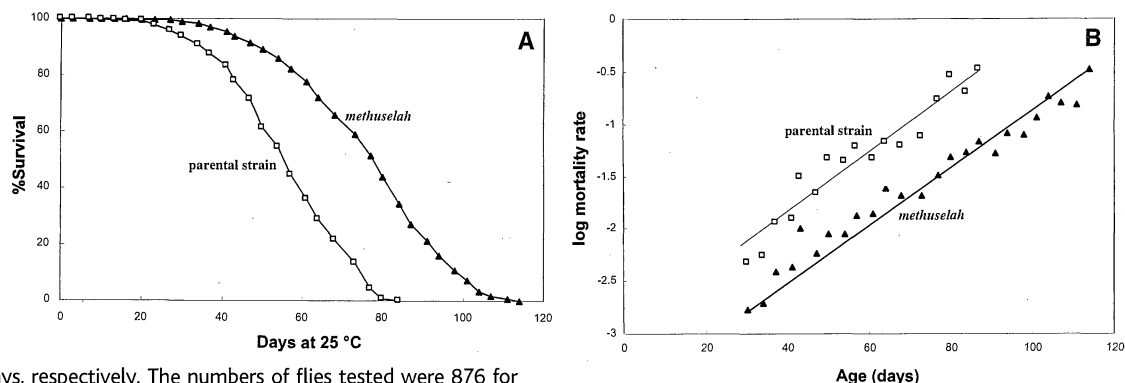 100
80
60
40
20
0
%Survival
A
methuselah
parental strain
0 20 40 60 80 100 120
Days at 25 °C
0
-0.5
-1
-1.5
-2
-2.5
-3
log mortality rate
B
parental strain
methuselah
0 20 40 60 80 100 120
Age (days)
ays, respectively. The numbers of flies tested were 876 for